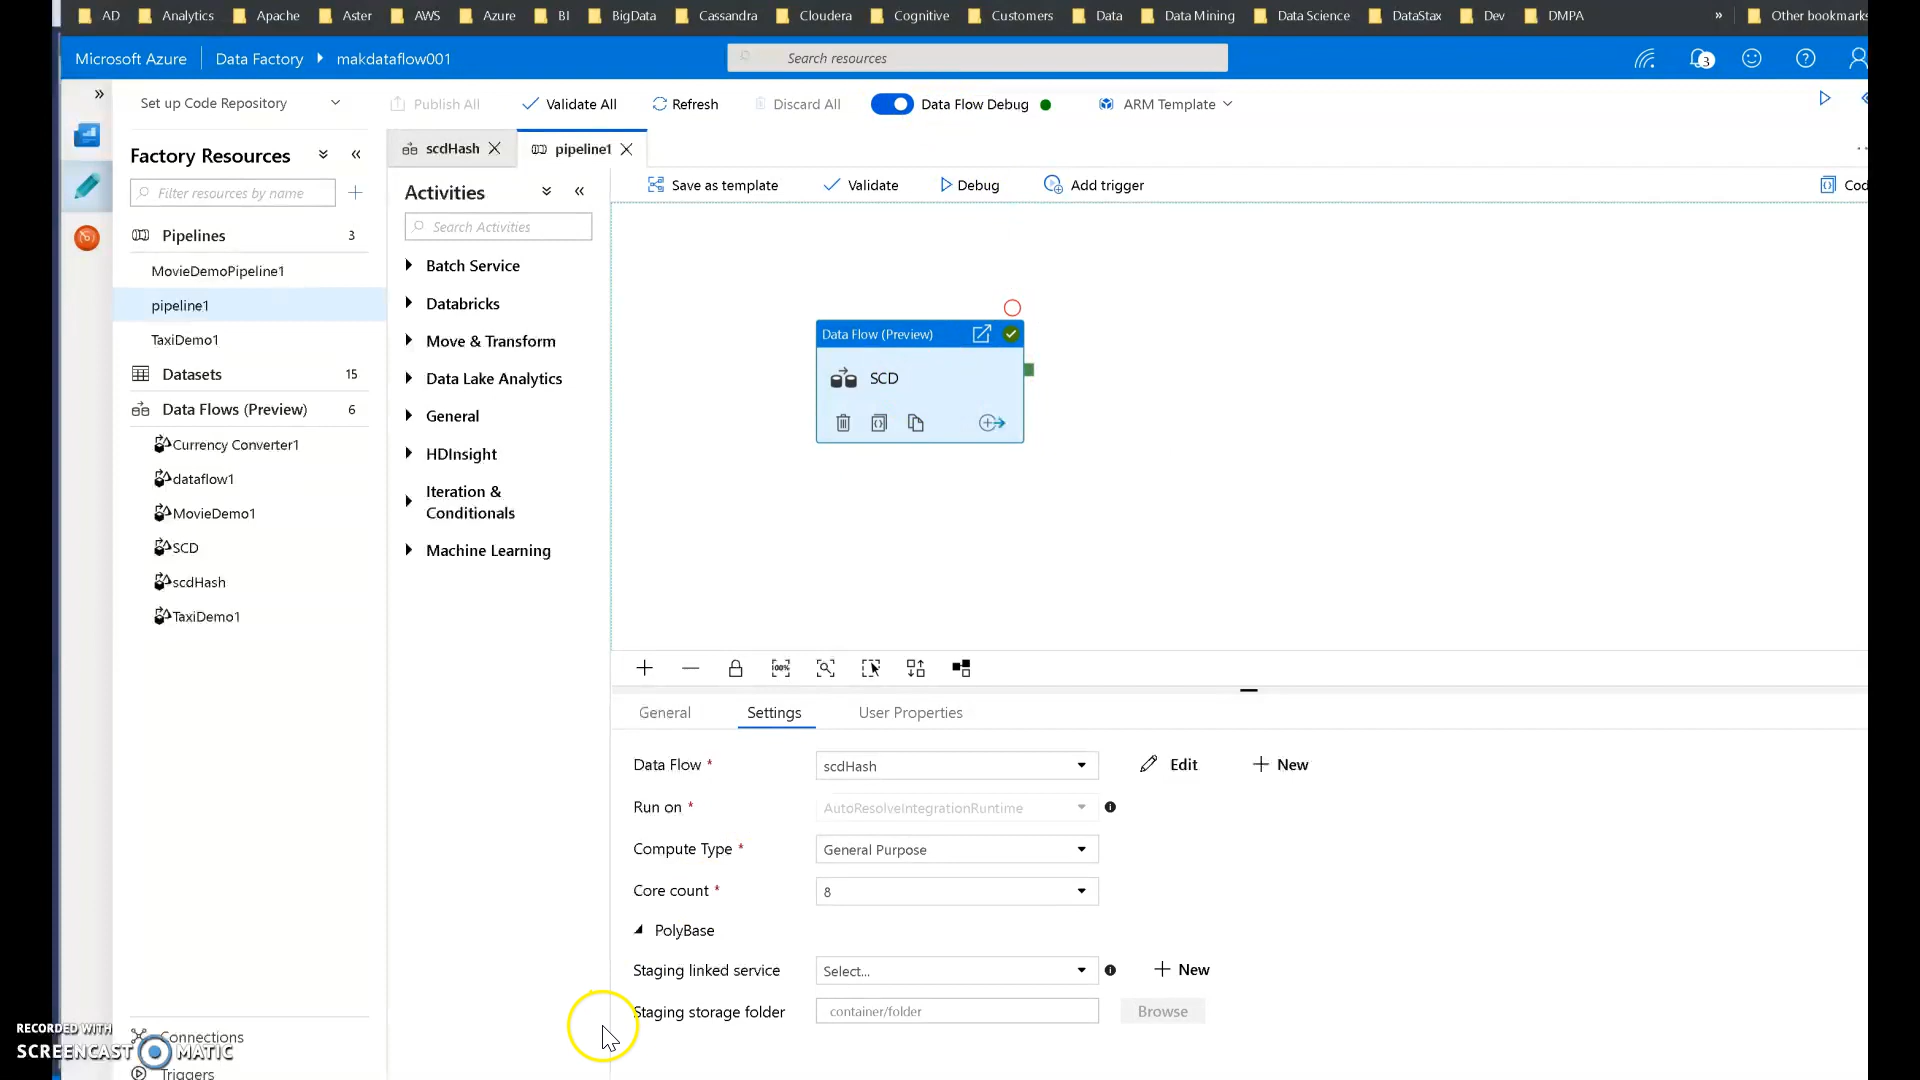 AD Analytics Apache Aster AWS Azure BI BigData Cassandra Cloudera Cognitive Customers Data Data Mining Data Science DataStax Dev DMPA » Other bookmarks
Microsoft Azure Data Factory makdataflow001 Search resources 3
Set up Code Repository Publish All Validate All Refresh Discard All Data Flow Debug ARM Template
Factory Resources
Filter resources by name
Pipelines 3
MovieDemoPipeline1
pipeline1
TaxiDemo1
Datasets 15
Data Flows (Preview) 6
Currency Converter1
dataflow1
MovieDemo1
SCD
scdHash
TaxiDemo1
Connections
Triggers
scdHash pipeline1
Activities
Search Activities
Batch Service
Databricks
Move & Transform
Data Lake Analytics
General
HDInsight
Iteration &
Conditionals
Machine Learning
Save as template Validate Debug Add trigger Cod
Data Flow (Preview)
SCD
100%
General Settings User Properties
Data Flow * scdHash Edit New
Run on * AutoResolveIntegrationRuntime
Compute Type * General Purpose
Core count * 8
PolyBase
Staging linked service Select... New
Staging storage folder container/folder Browse
RECORDED WITH
SCREENCAST MATIC